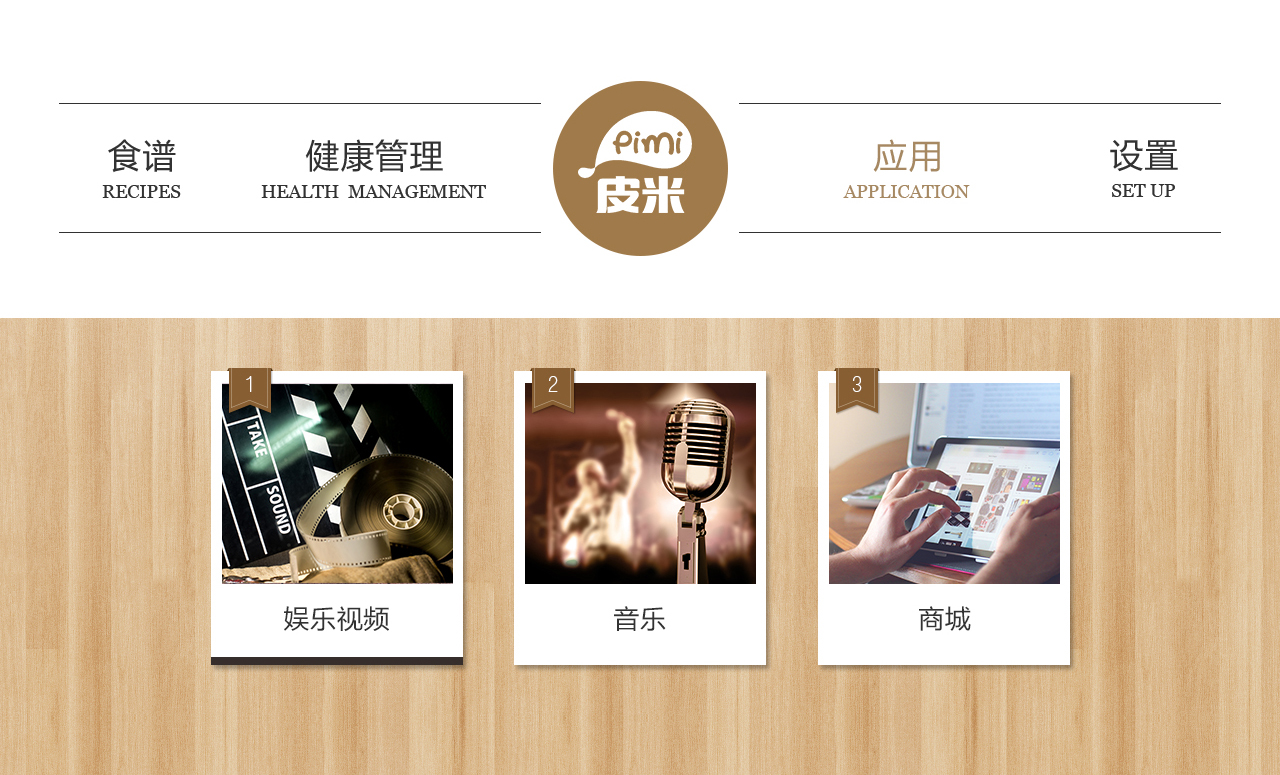 食谱
RECIPES
健康管理
HEALTH MANAGEMENT
Pimi
皮米
应用
APPLICATION
设置
SET UP
1
TAKE
SOUND
娱乐视频
2
音乐
3
商城